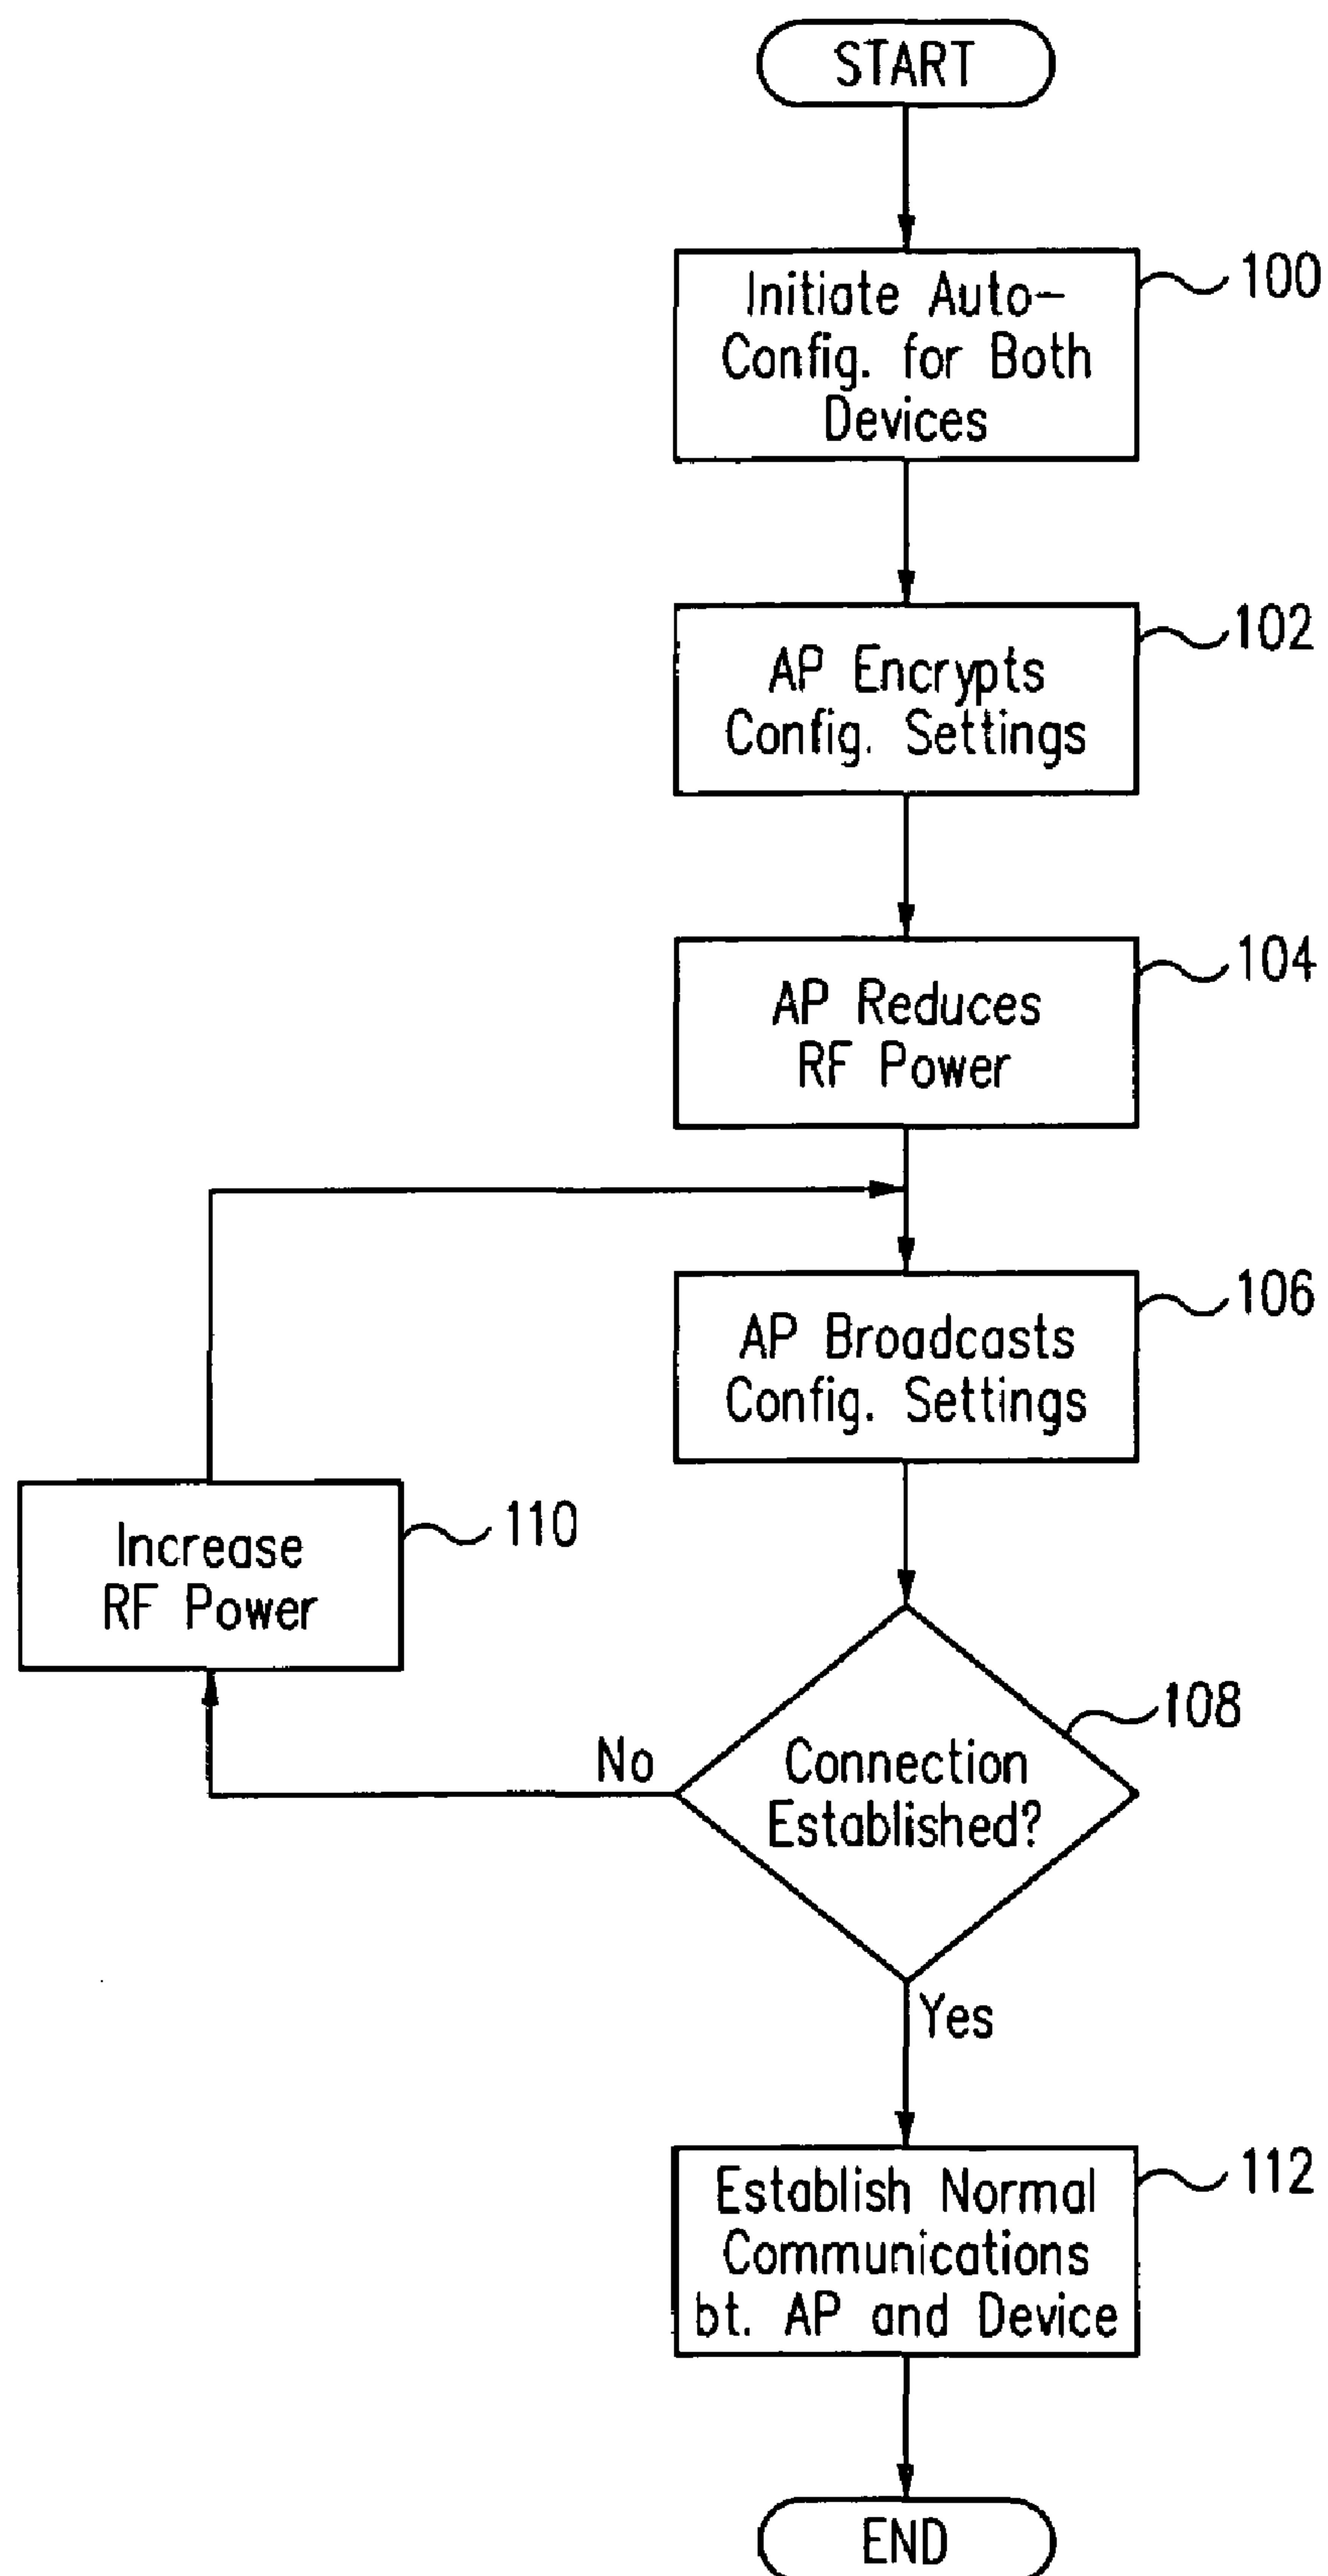 START
Initiate Auto-
Config. for Both
Devices
100
AP Encrypts
Config. Settings
102
AP Reduces
RF Power
104
AP Broadcasts
Config. Settings
106
Increase
RF Power
110
Connection
Established?
108
No
Yes
Establish Normal
Communications
bt. AP and Device
112
END